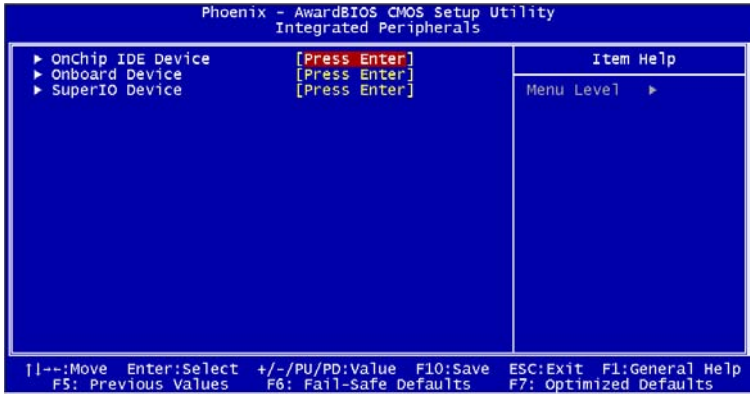 Phoenix - AwardBIOS CMOS Setup Utility
Integrated Peripherals
▶ OnChip IDE Device [Press Enter]
▶ Onboard Device [Press Enter]
▶ SuperIO Device [Press Enter]
Item Help
Menu Level ▶
↑↓→←:Move Enter:Select +/-/PU/PD:Value F10:Save ESC:Exit F1:General Help
F5: Previous Values F6: Fail-Safe Defaults F7: Optimized Defaults